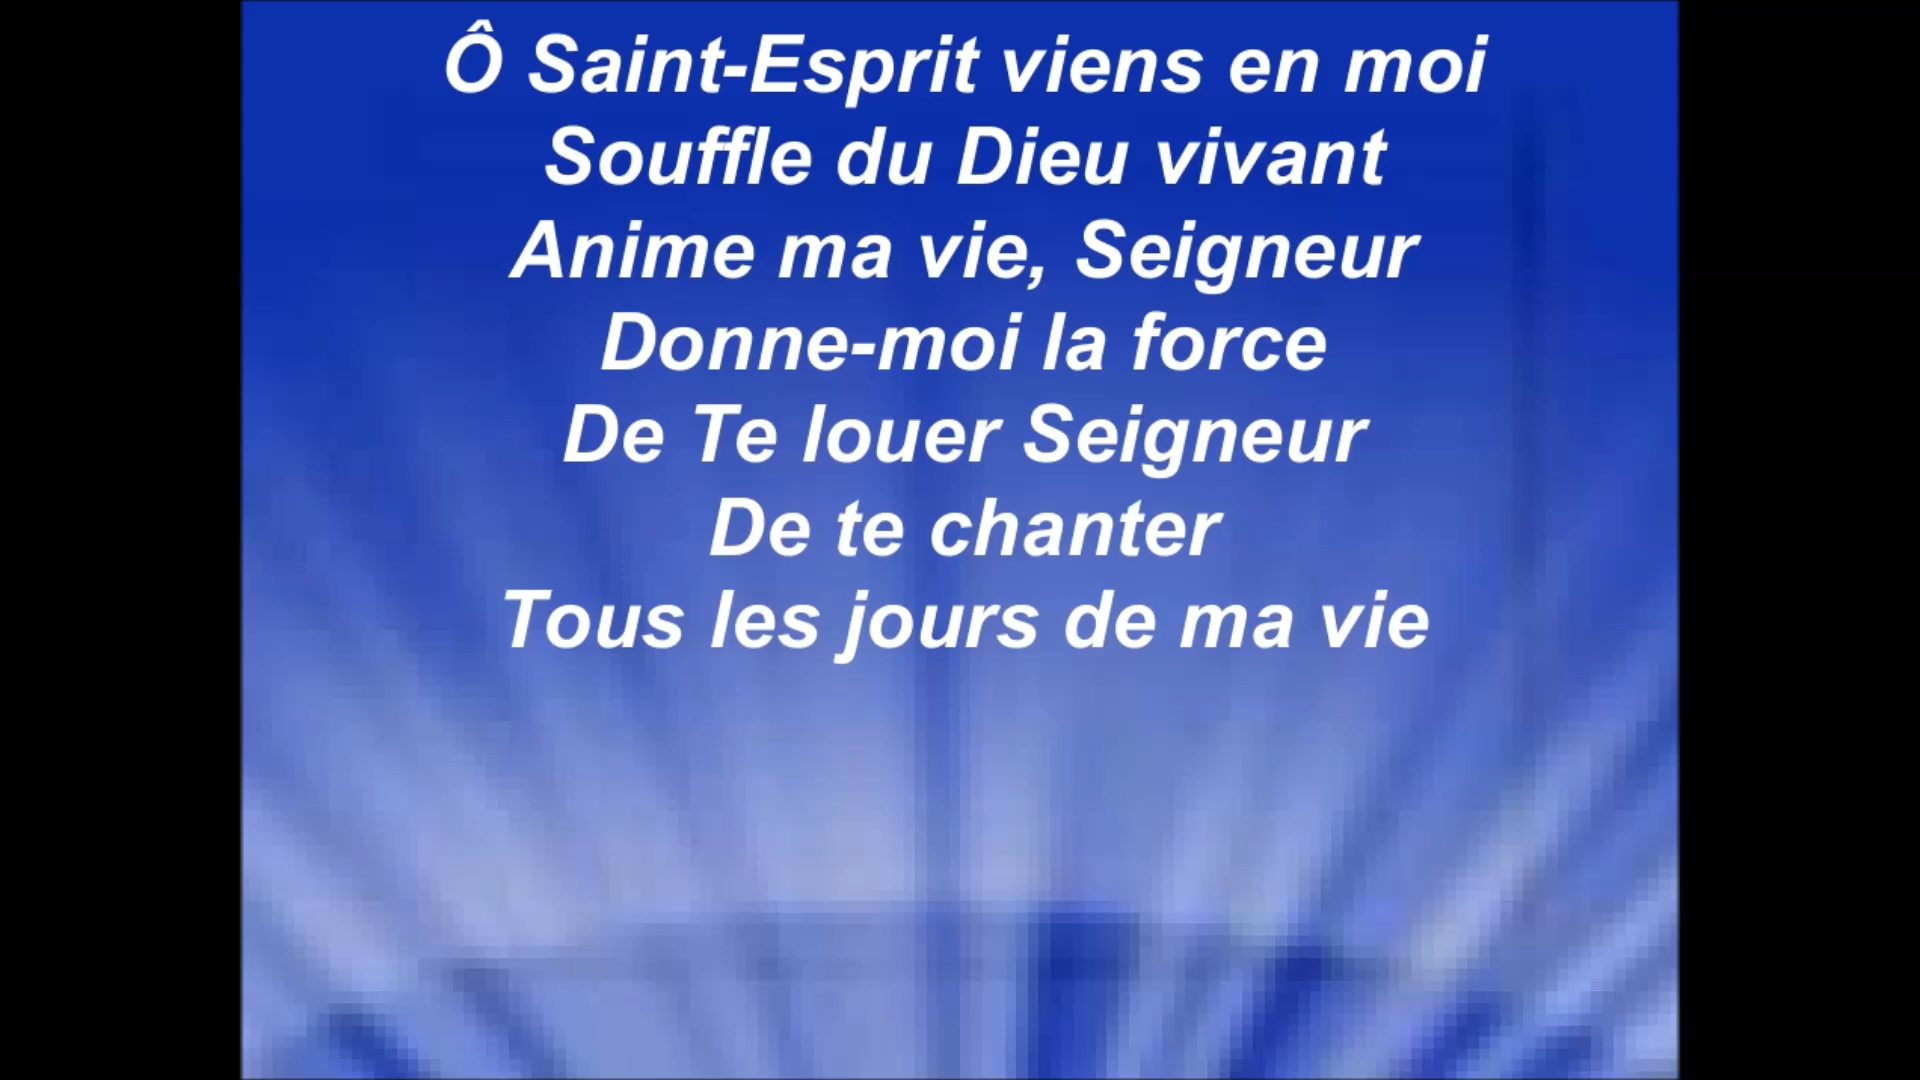 Ô Saint-Esprit viens en moi
Souffle du Dieu vivant
Anime ma vie, Seigneur
Donne-moi la force
De Te louer Seigneur
De te chanter
Tous les jours de ma vie